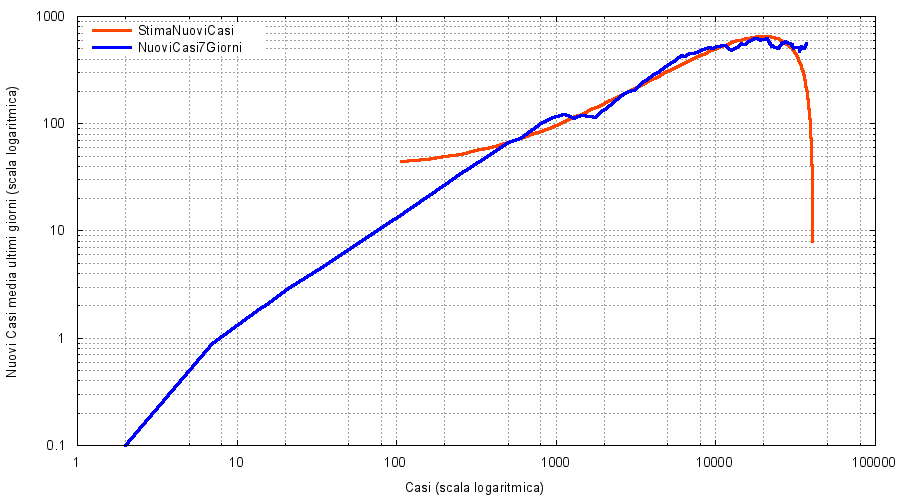 1000
StimaNuoviCasi
NuoviCasi7Giorni
100
10
1
0.1
Nuovi Casi media ultimi giorni (scala logaritmica)
1 10 100 1000 10000 100000
Casi (scala logaritmica)